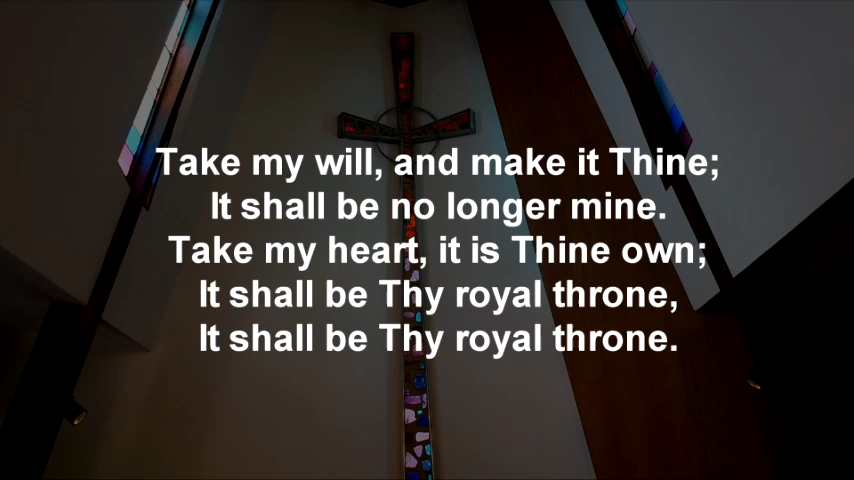 Take my will, and make it Thine;
It shall be no longer mine.
Take my heart, it is Thine own;
It shall be Thy royal throne,
It shall be Thy royal throne.